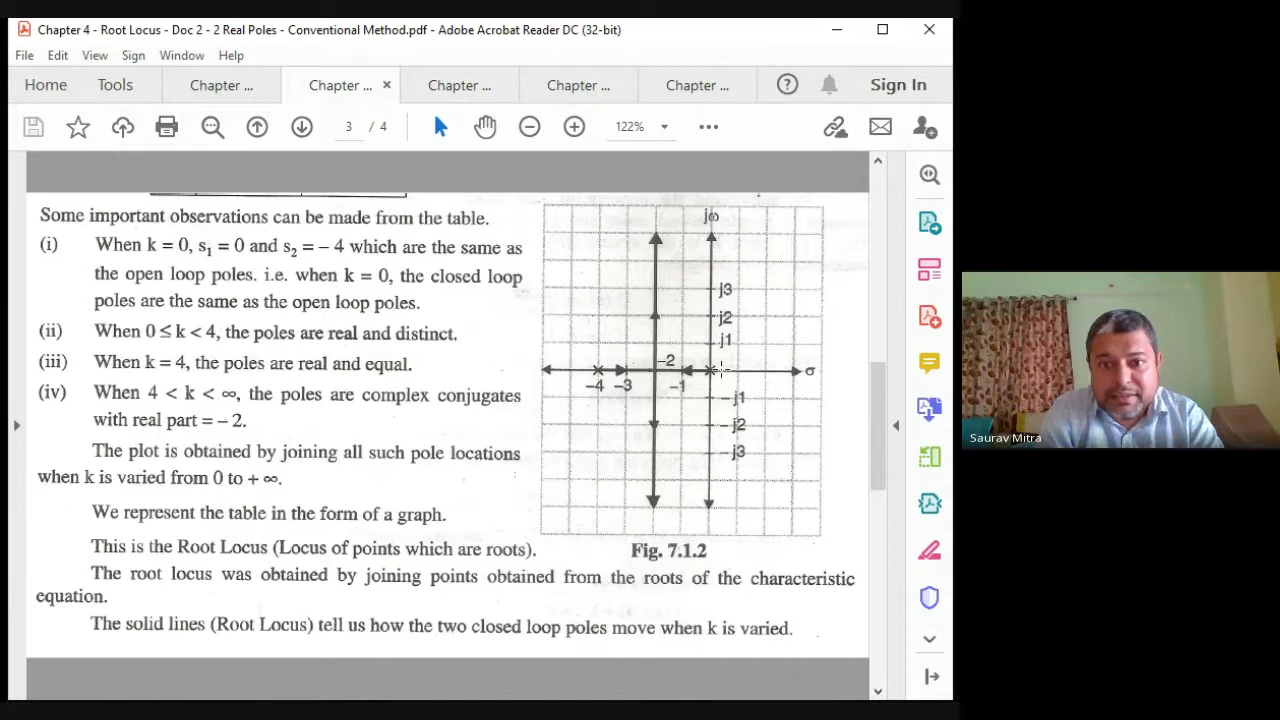 Chapter 4 - Root Locus - Doc 2 - 2 Real Poles - Conventional Method.pdf - Adobe Acrobat Reader DC (32-bit)
File Edit View Sign Window Help
Home Tools Chapter ... Chapter ... × Chapter ... Chapter ... Chapter ... Sign In
3 / 4 122%
Some important observations can be made from the table.
(i) When k = 0, s₁ = 0 and s₂ = – 4 which are the same as
the open loop poles. i.e. when k = 0, the closed loop
poles are the same as the open loop poles.
(ii) When 0 ≤ k < 4, the poles are real and distinct.
(iii) When k = 4, the poles are real and equal.
(iv) When 4 < k < ∞, the poles are complex conjugates
with real part = – 2.
The plot is obtained by joining all such pole locations
when k is varied from 0 to + ∞.
We represent the table in the form of a graph.
This is the Root Locus (Locus of points which are roots).
jω
j3
j2
j1
–2
σ
–4 –3 –1
–j1
–j2
–j3
Fig. 7.1.2
The root locus was obtained by joining points obtained from the roots of the characteristic
equation.
The solid lines (Root Locus) tell us how the two closed loop poles move when k is varied.
Saurav Mitra